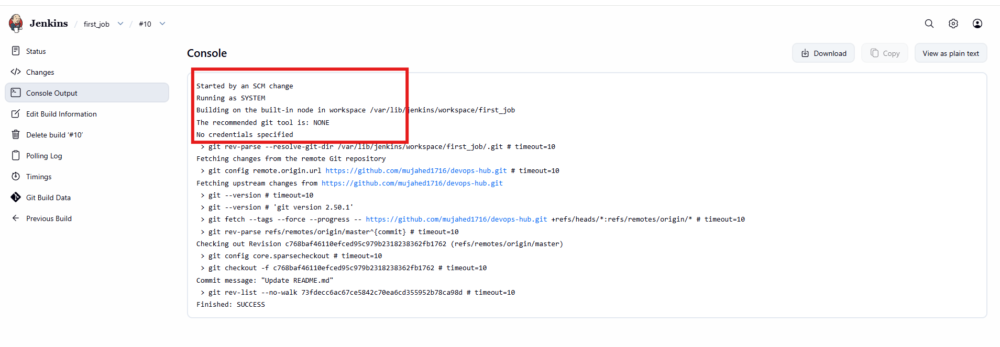 Jenkins / first_job / #10
Status
Changes
Console Output
Edit Build Information
Delete build ‘#10’
Polling Log
Timings
Git Build Data
Previous Build
Console
Download
Copy
View as plain text
Started by an SCM change
Running as SYSTEM
Building on the built-in node in workspace /var/lib/jenkins/workspace/first_job
The recommended git tool is: NONE
No credentials specified
> git rev-parse --resolve-git-dir /var/lib/jenkins/workspace/first_job/.git # timeout=10
Fetching changes from the remote Git repository
> git config remote.origin.url https://github.com/mujahed1716/devops-hub.git # timeout=10
Fetching upstream changes from https://github.com/mujahed1716/devops-hub.git
> git --version # timeout=10
> git --version # 'git version 2.50.1'
> git fetch --tags --force --progress -- https://github.com/mujahed1716/devops-hub.git +refs/heads/*:refs/remotes/origin/* # timeout=10
> git rev-parse refs/remotes/origin/master^{commit} # timeout=10
Checking out Revision c768baf46110efced95c979b2318238362fb1762 (refs/remotes/origin/master)
> git config core.sparsecheckout # timeout=10
> git checkout -f c768baf46110efced95c979b2318238362fb1762 # timeout=10
Commit message: "Update README.md"
> git rev-list --no-walk 73fdecc6ac67ce5842c70ea6cd355952b78ca98d # timeout=10
Finished: SUCCESS